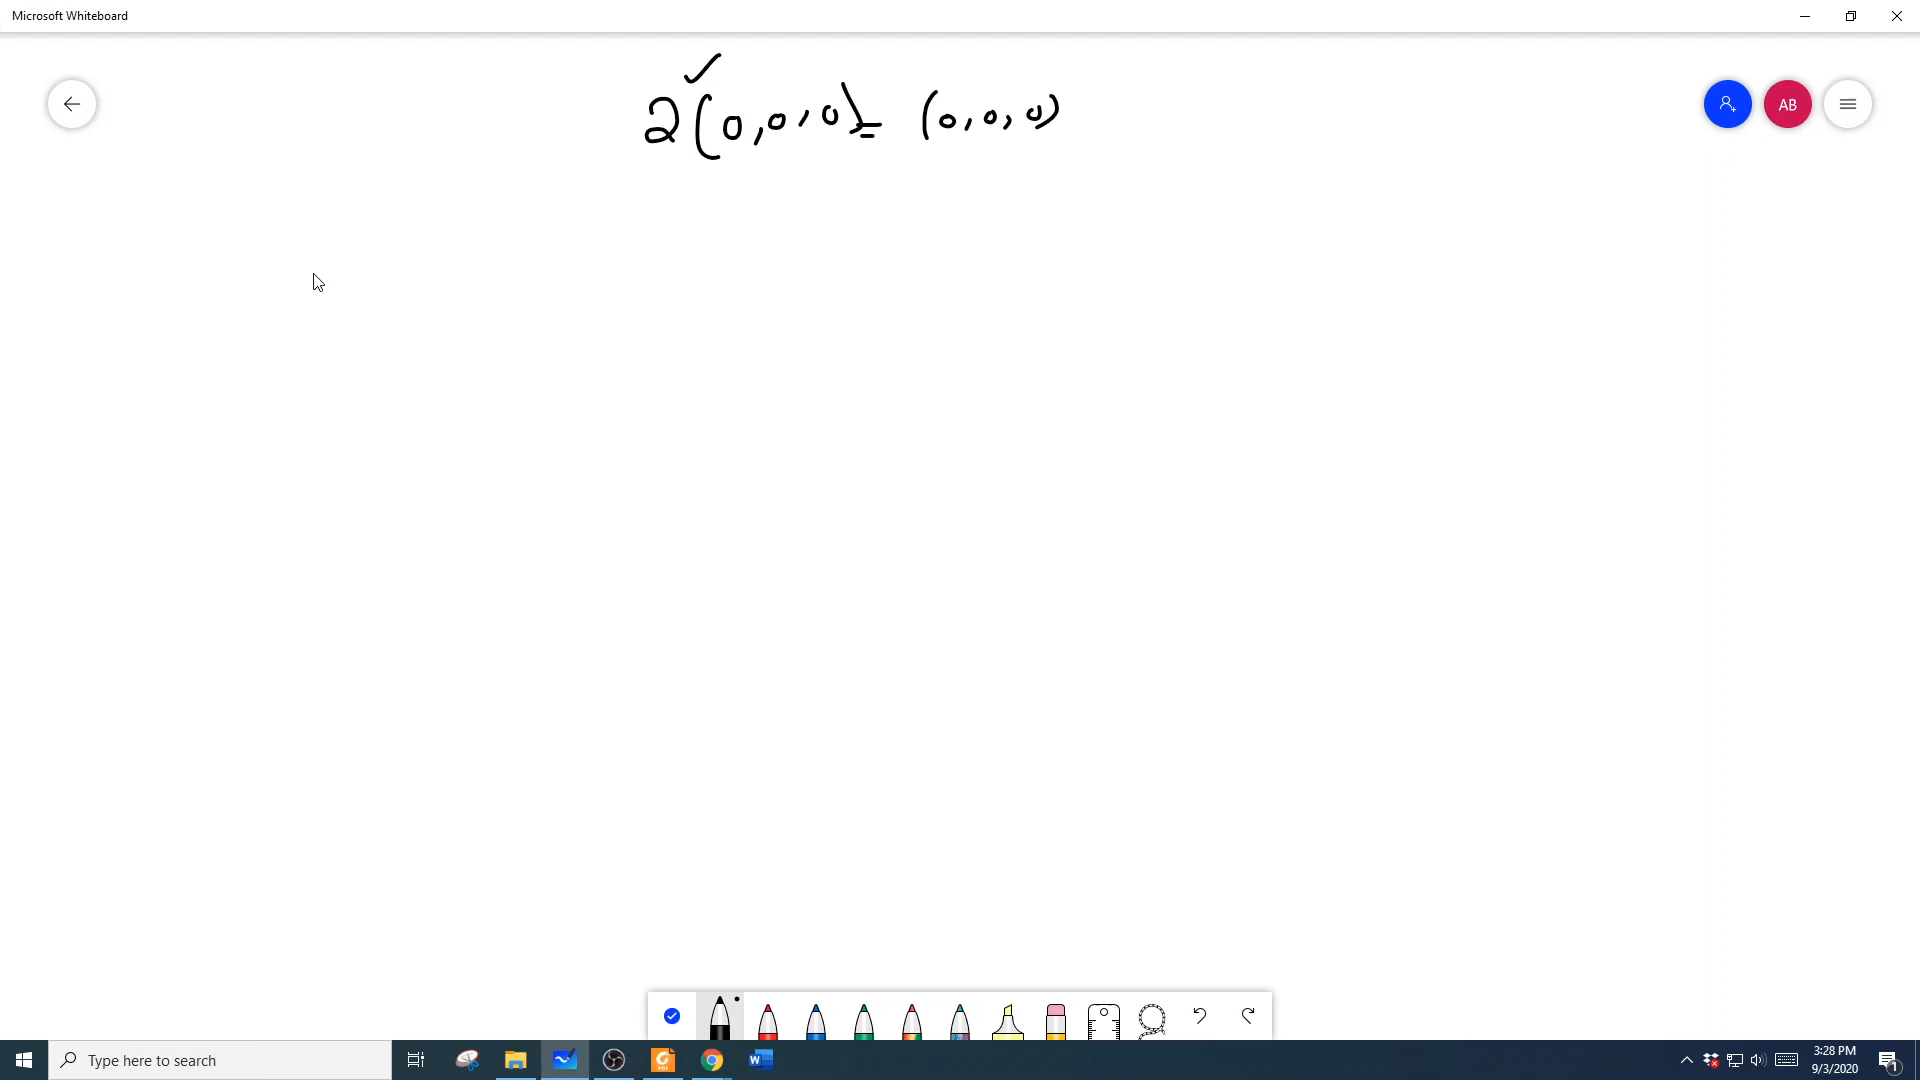 Microsoft Whiteboard
✓
2(0,0,0) = (0,0,0)
AB
Type here to search
3:28 PM
9/3/2020
1